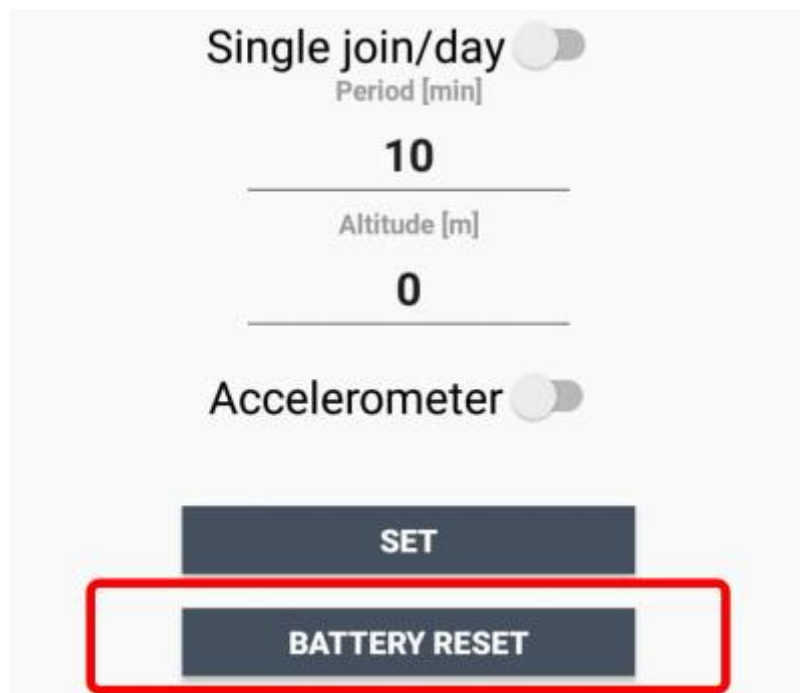 Single join/day
Period [min]
10
Altitude [m]
0
Accelerometer
SET
BATTERY RESET